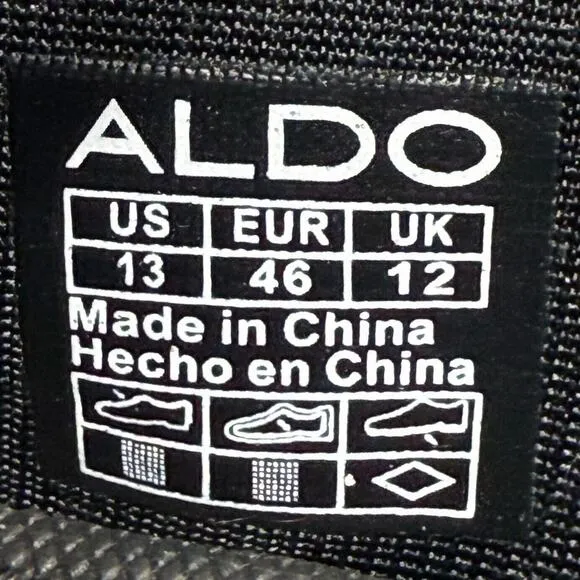 ALDO
US EUR UK
13 46 12
Made in China
Hecho en China